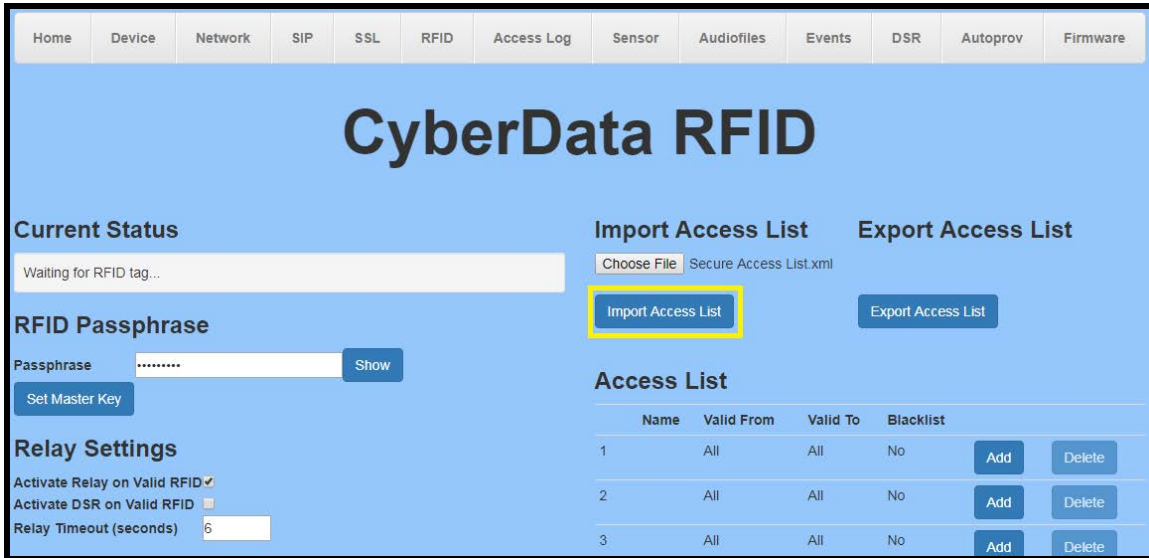 Home Device Network SIP SSL RFID Access Log Sensor Audiofiles Events DSR Autoprov Firmware
CyberData RFID
Current Status
Waiting for RFID tag...
RFID Passphrase
Passphrase ••••••••• Show
Set Master Key
Relay Settings
Activate Relay on Valid RFID
Activate DSR on Valid RFID
Relay Timeout (seconds) 6
Import Access List
Choose File Secure Access List.xml
Import Access List
Export Access List
Export Access List
Access List
Name Valid From Valid To Blacklist
1 All All No Add Delete
2 All All No Add Delete
3 All All No Add Delete